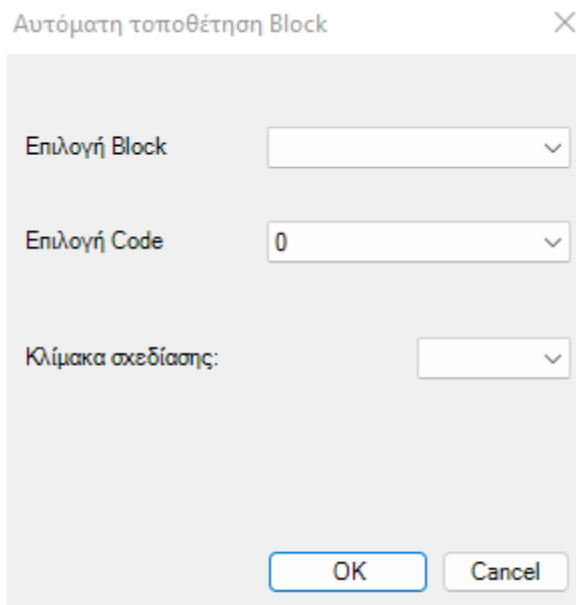 Αυτόματη τοποθέτηση Block
Επιλογή Block
Επιλογή Code 0
Κλίμακα σχεδίασης:
OK Cancel